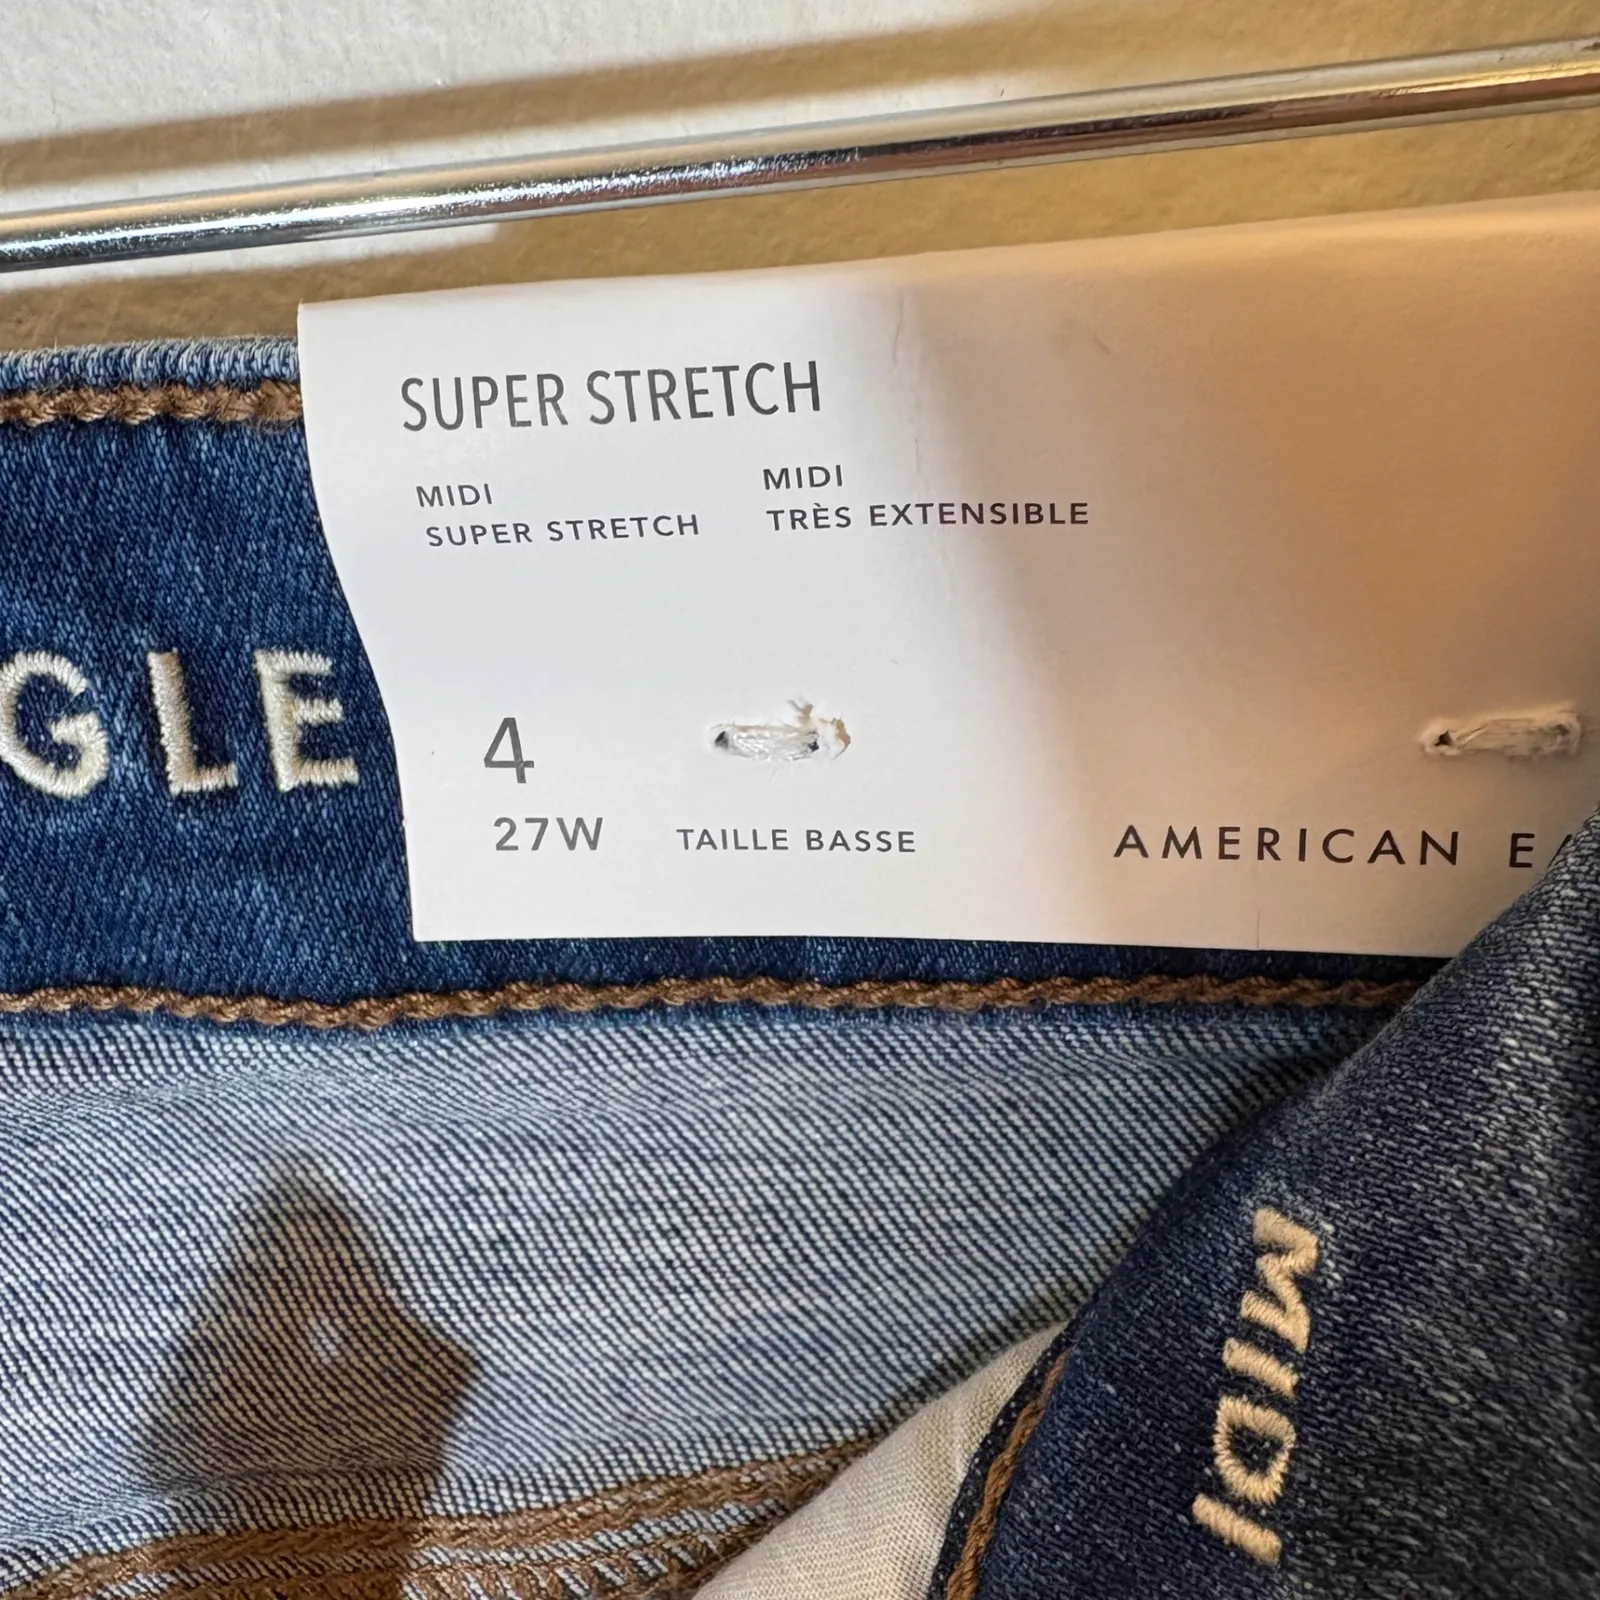 SUPER STRETCH
MIDI
SUPER STRETCH
MIDI
TRÈS EXTENSIBLE
GLE
4
27W
TAILLE BASSE
AMERICAN
MIDI